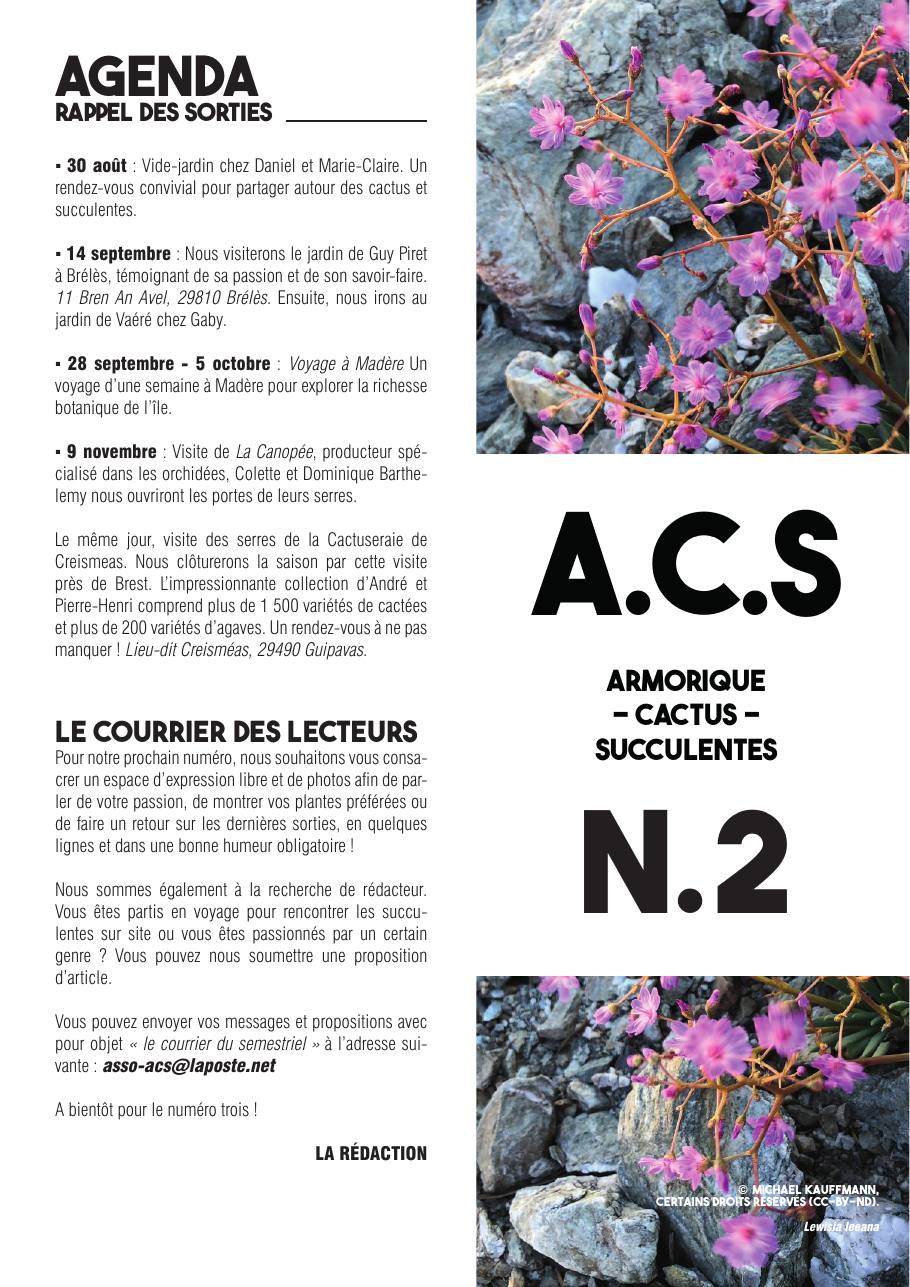 AGENDA
RAPPEL DES SORTIES
▪ 30 août : Vide-jardin chez Daniel et Marie-Claire. Un
rendez-vous convivial pour partager autour des cactus et
succulentes.
▪ 14 septembre : Nous visiterons le jardin de Guy Piret
à Brélès, témoignant de sa passion et de son savoir-faire.
11 Bren An Avel, 29810 Brélès. Ensuite, nous irons au
jardin de Vaéré chez Gaby.
▪ 28 septembre - 5 octobre : Voyage à Madère Un
voyage d'une semaine à Madère pour explorer la richesse
botanique de l'île.
▪ 9 novembre : Visite de La Canopée, producteur spé-
cialisé dans les orchidées, Colette et Dominique Barthe-
lemy nous ouvriront les portes de leurs serres.
Le même jour, visite des serres de la Cactuseraie de
Creismeas. Nous clôturerons la saison par cette visite
près de Brest. L'impressionnante collection d'André et
Pierre-Henri comprend plus de 1 500 variétés de cactées
et plus de 200 variétés d'agaves. Un rendez-vous à ne pas
manquer ! Lieu-dit Creisméas, 29490 Guipavas.
LE COURRIER DES LECTEURS
Pour notre prochain numéro, nous souhaitons vous consa-
crer un espace d'expression libre et de photos afin de par-
ler de votre passion, de montrer vos plantes préférées ou
de faire un retour sur les dernières sorties, en quelques
lignes et dans une bonne humeur obligatoire !
Nous sommes également à la recherche de rédacteur.
Vous êtes partis en voyage pour rencontrer les succu-
lentes sur site ou vous êtes passionnés par un certain
genre ? Vous pouvez nous soumettre une proposition
d'article.
Vous pouvez envoyer vos messages et propositions avec
pour objet « le courrier du semestriel » à l'adresse sui-
vante : asso-acs@laposte.net
A bientôt pour le numéro trois !
LA RÉDACTION
A.C.S
ARMORIQUE
– CACTUS –
SUCCULENTES
N.2
© MICHAEL KAUFFMANN,
CERTAINS DROITS RÉSERVÉS (CC-BY-ND).
Lewisia leeana